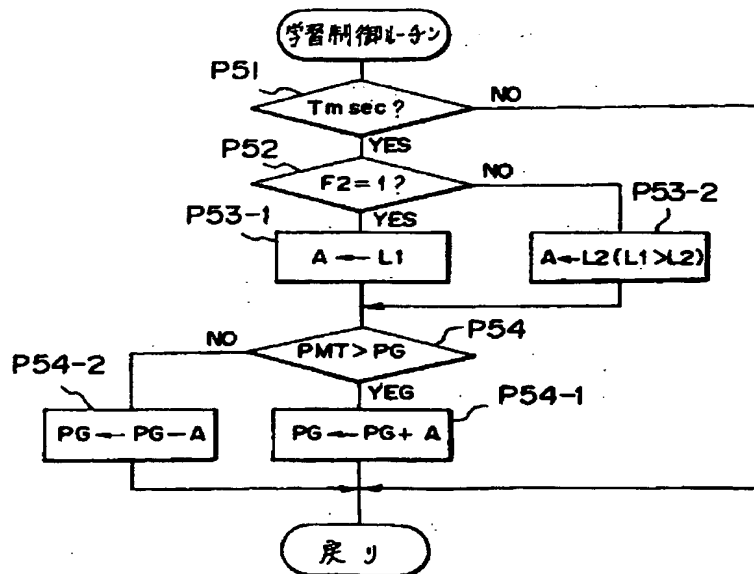 学習制御ルーチン
P51
Tm sec?
NO
YES
P52
F2=1?
NO
YES
P53-1
A←L1
P53-2
A←L2(L1>L2)
P54
PMT>PG
NO
YEG
P54-2
PG←PG-A
P54-1
PG←PG+A
戻り